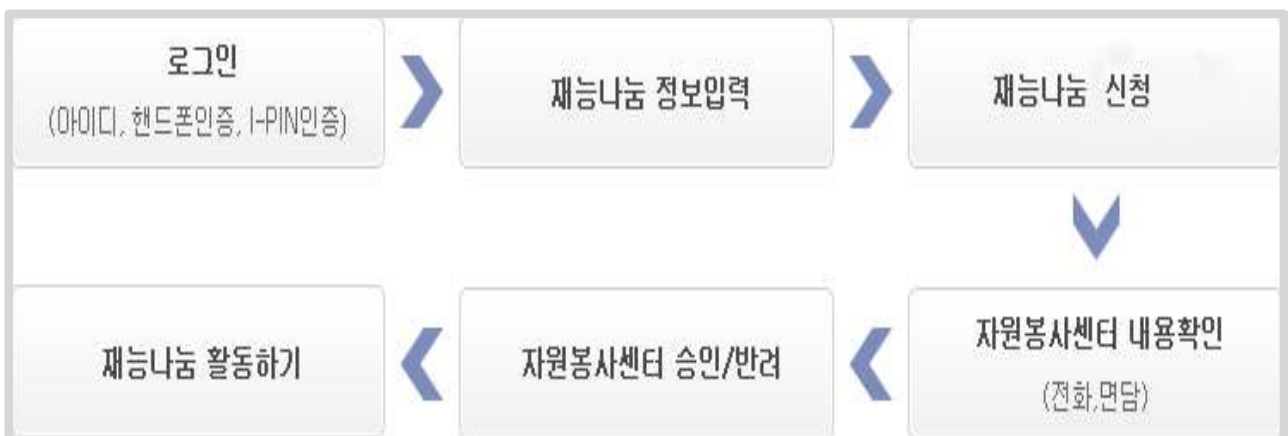 로그인
(아이디, 핸드폰인증, I-PIN인증)
재능나눔 정보입력
재능나눔 신청
자원봉사센터 내용확인
(전화,면담)
자원봉사센터 승인/반려
재능나눔 활동하기